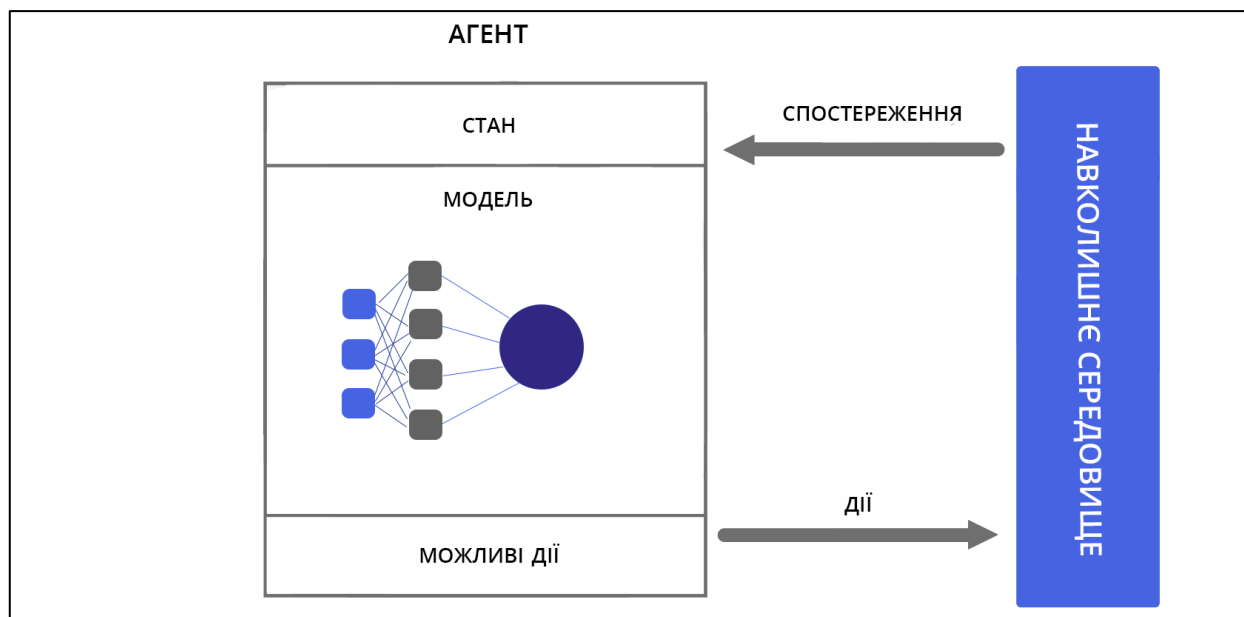 АГЕНТ
СТАН
СПОСТЕРЕЖЕННЯ
МОДЕЛЬ
НАВКОЛИШНЄ СЕРЕДОВИЩЕ
ДІЇ
МОЖЛИВІ ДІЇ